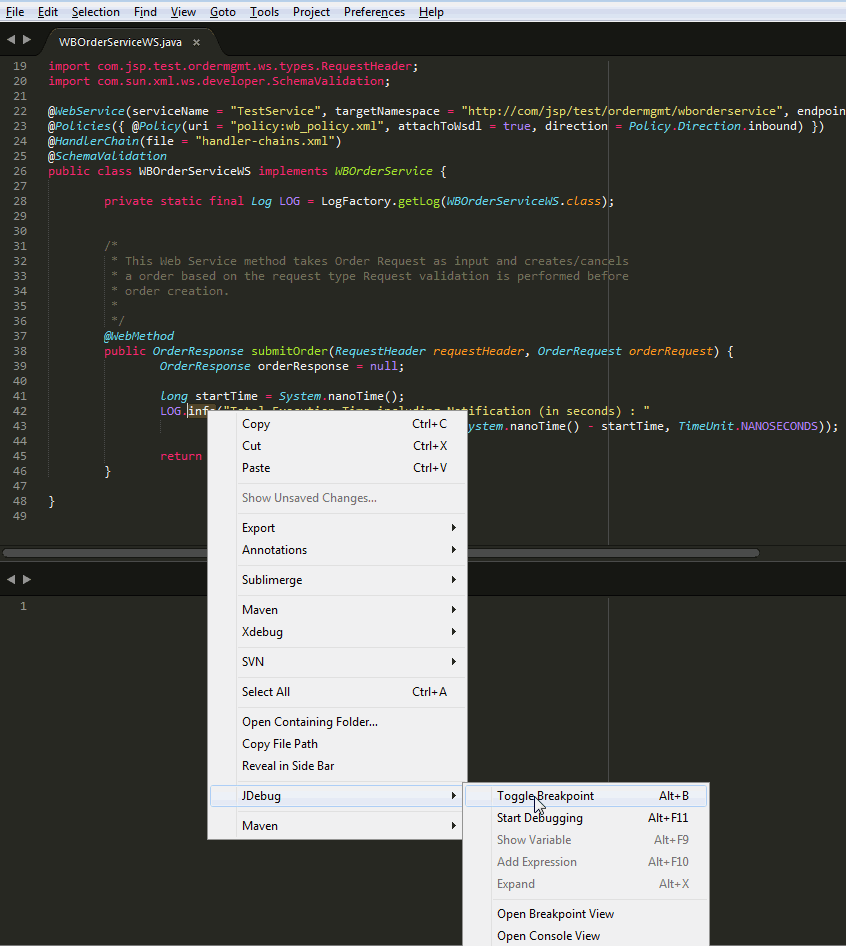 File Edit Selection Find View Goto Tools Project Preferences Help
WBOrderServiceWS.java ×
19 import com.jsp.test.ordermgmt.ws.types.RequestHeader;
20 import com.sun.xml.ws.developer.SchemaValidation;
21
22 @WebService(serviceName = "TestService", targetNamespace = "http://com/jsp/test/ordermgmt/wborderservice", endpoin
23 @Policies({ @Policy(uri = "policy:wb_policy.xml", attachToWsdl = true, direction = Policy.Direction.inbound) })
24 @HandlerChain(file = "handler-chains.xml")
25 @SchemaValidation
26 public class WBOrderServiceWS implements WBOrderService {
27
28 private static final Log LOG = LogFactory.getLog(WBOrderServiceWS.class);
29
30
31 /*
32 * This Web Service method takes Order Request as input and creates/cancels
33 * a order based on the request type Request validation is performed before
34 * order creation.
35 *
36 */
37 @WebMethod
38 public OrderResponse submitOrder(RequestHeader requestHeader, OrderRequest orderRequest) {
39 OrderResponse orderResponse = null;
40
41 long startTime = System.nanoTime();
42 LOG.info("Total Execution Time including Notification (in seconds) : "
43 ystem.nanoTime() - startTime, TimeUnit.NANOSECONDS));
44
45 return
46 }
47
48 }
49
1
Copy Ctrl+C
Cut Ctrl+X
Paste Ctrl+V
Show Unsaved Changes...
Export
Annotations
Sublimerge
Maven
Xdebug
SVN
Select All Ctrl+A
Open Containing Folder...
Copy File Path
Reveal in Side Bar
JDebug
Maven
Toggle Breakpoint Alt+B
Start Debugging Alt+F11
Show Variable Alt+F9
Add Expression Alt+F10
Expand Alt+X
Open Breakpoint View
Open Console View